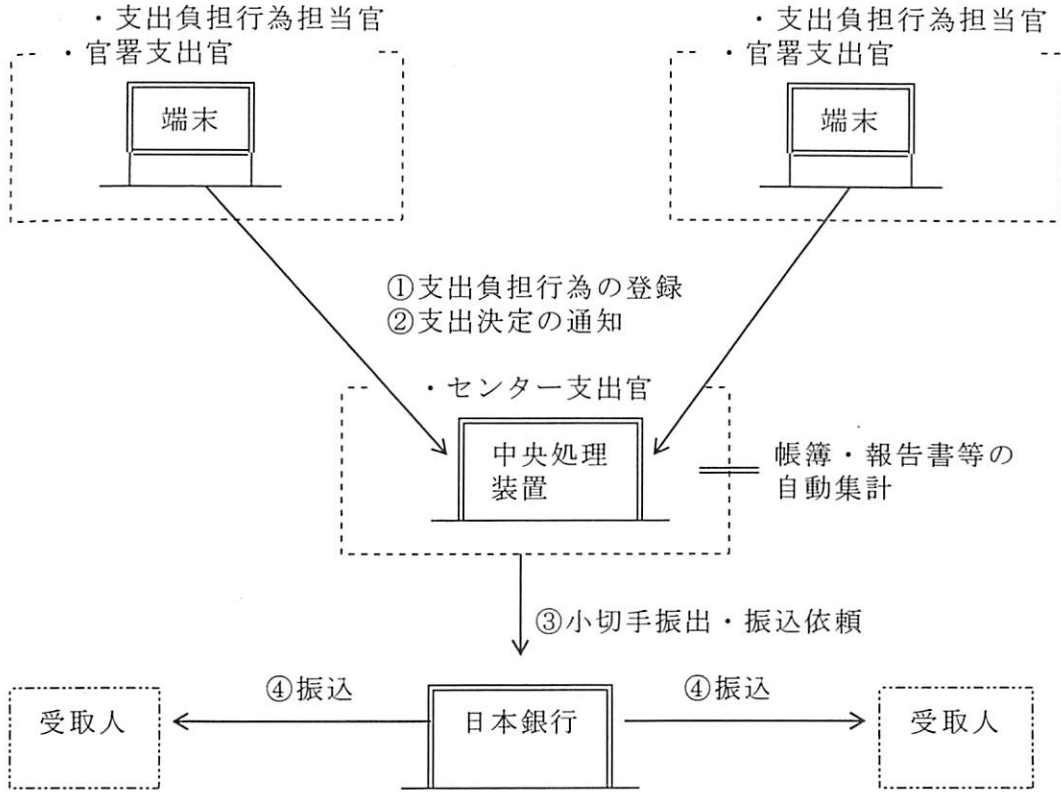 ・支出負担行為担当官
・官署支出官
端末
・支出負担行為担当官
・官署支出官
端末
①支出負担行為の登録
②支出決定の通知
・センター支出官
中央処理
装置
帳簿・報告書等の
自動集計
③小切手振出・振込依頼
④振込
④振込
受取人
日本銀行
受取人